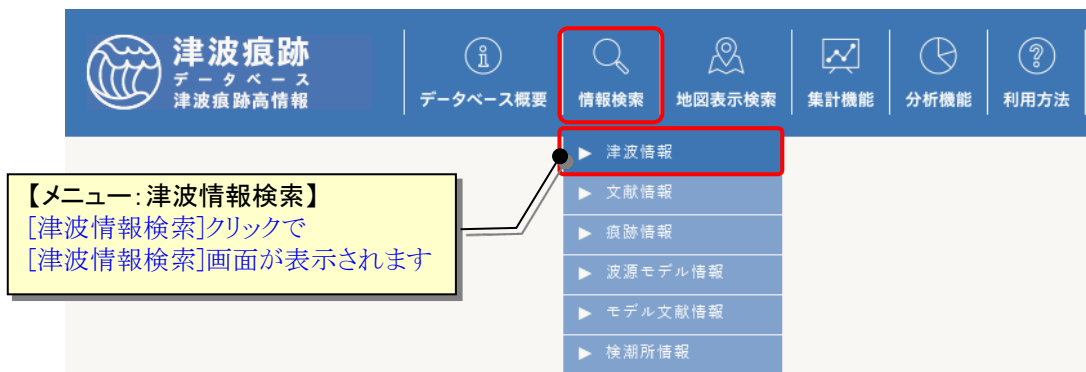 津波痕跡
データベース
津波痕跡高情報
データベース概要
情報検索
地図表示検索
集計機能
分析機能
利用方法
▶ 津波情報
▶ 文献情報
▶ 痕跡情報
▶ 波源モデル情報
▶ モデル文献情報
▶ 検潮所情報
【メニュー：津波情報検索】
[津波情報検索]クリックで
[津波情報検索]画面が表示されます